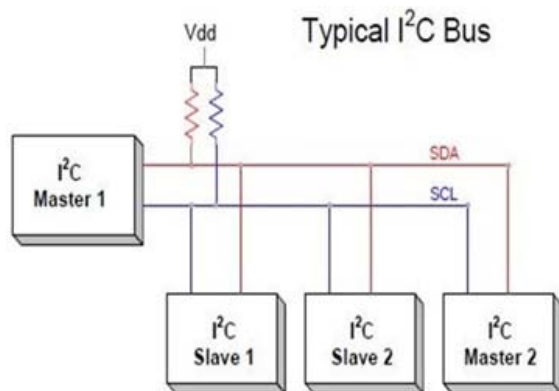 Typical I²C Bus
Vdd
I²C
Master 1
SDA
SCL
I²C
Slave 1
I²C
Slave 2
I²C
Master 2